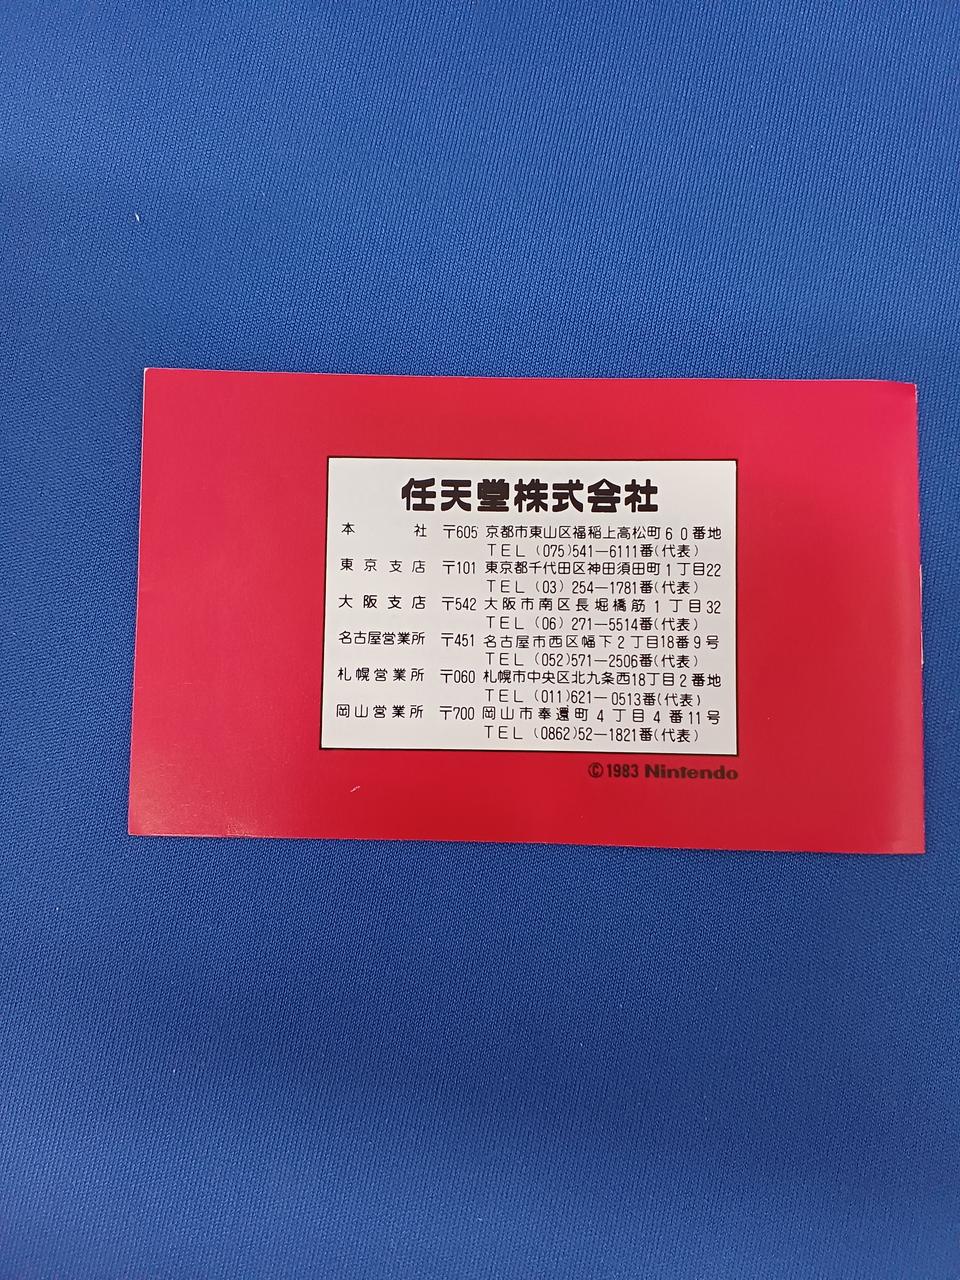 任天堂株式会社
本社 〒605 京都市東山区福稲上高松町60番地
TEL (075)541-6111番(代表)
東京支店 〒101 東京都千代田区神田須田町1丁目22
TEL (03) 254-1781番(代表)
大阪支店 〒542 大阪市南区長堀橋筋1丁目32
TEL (06) 271-5514番(代表)
名古屋営業所 〒451 名古屋市西区幅下2丁目18番9号
TEL (052)571-2506番(代表)
札幌営業所 〒060 札幌市中央区北九条西18丁目2番地
TEL (011)621-0513番(代表)
岡山営業所 〒700 岡山市奉還町4丁目4番11号
TEL (0862)52-1821番(代表)
©1983 Nintendo